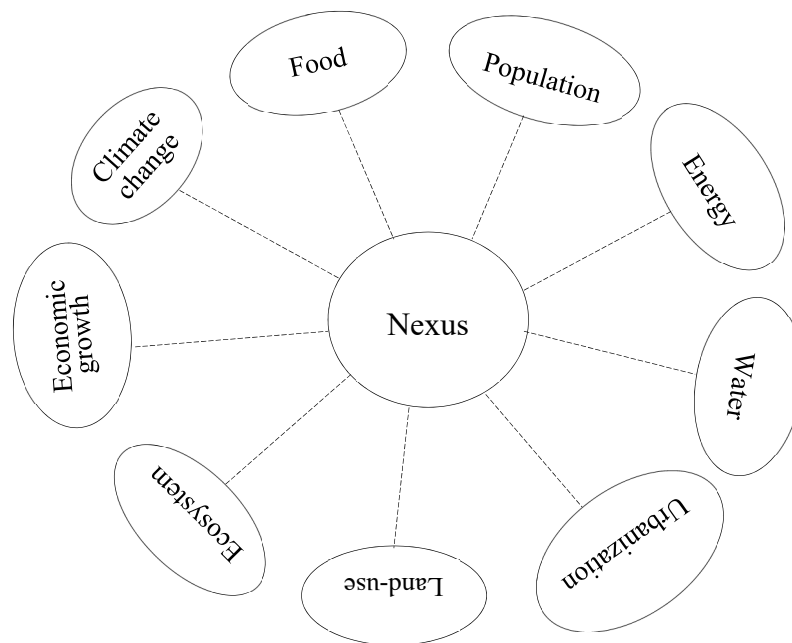 Food
Population
Climate
change
Energy
Economic
growth
Nexus
Water
Ecosystem
Urbanization
Land-use